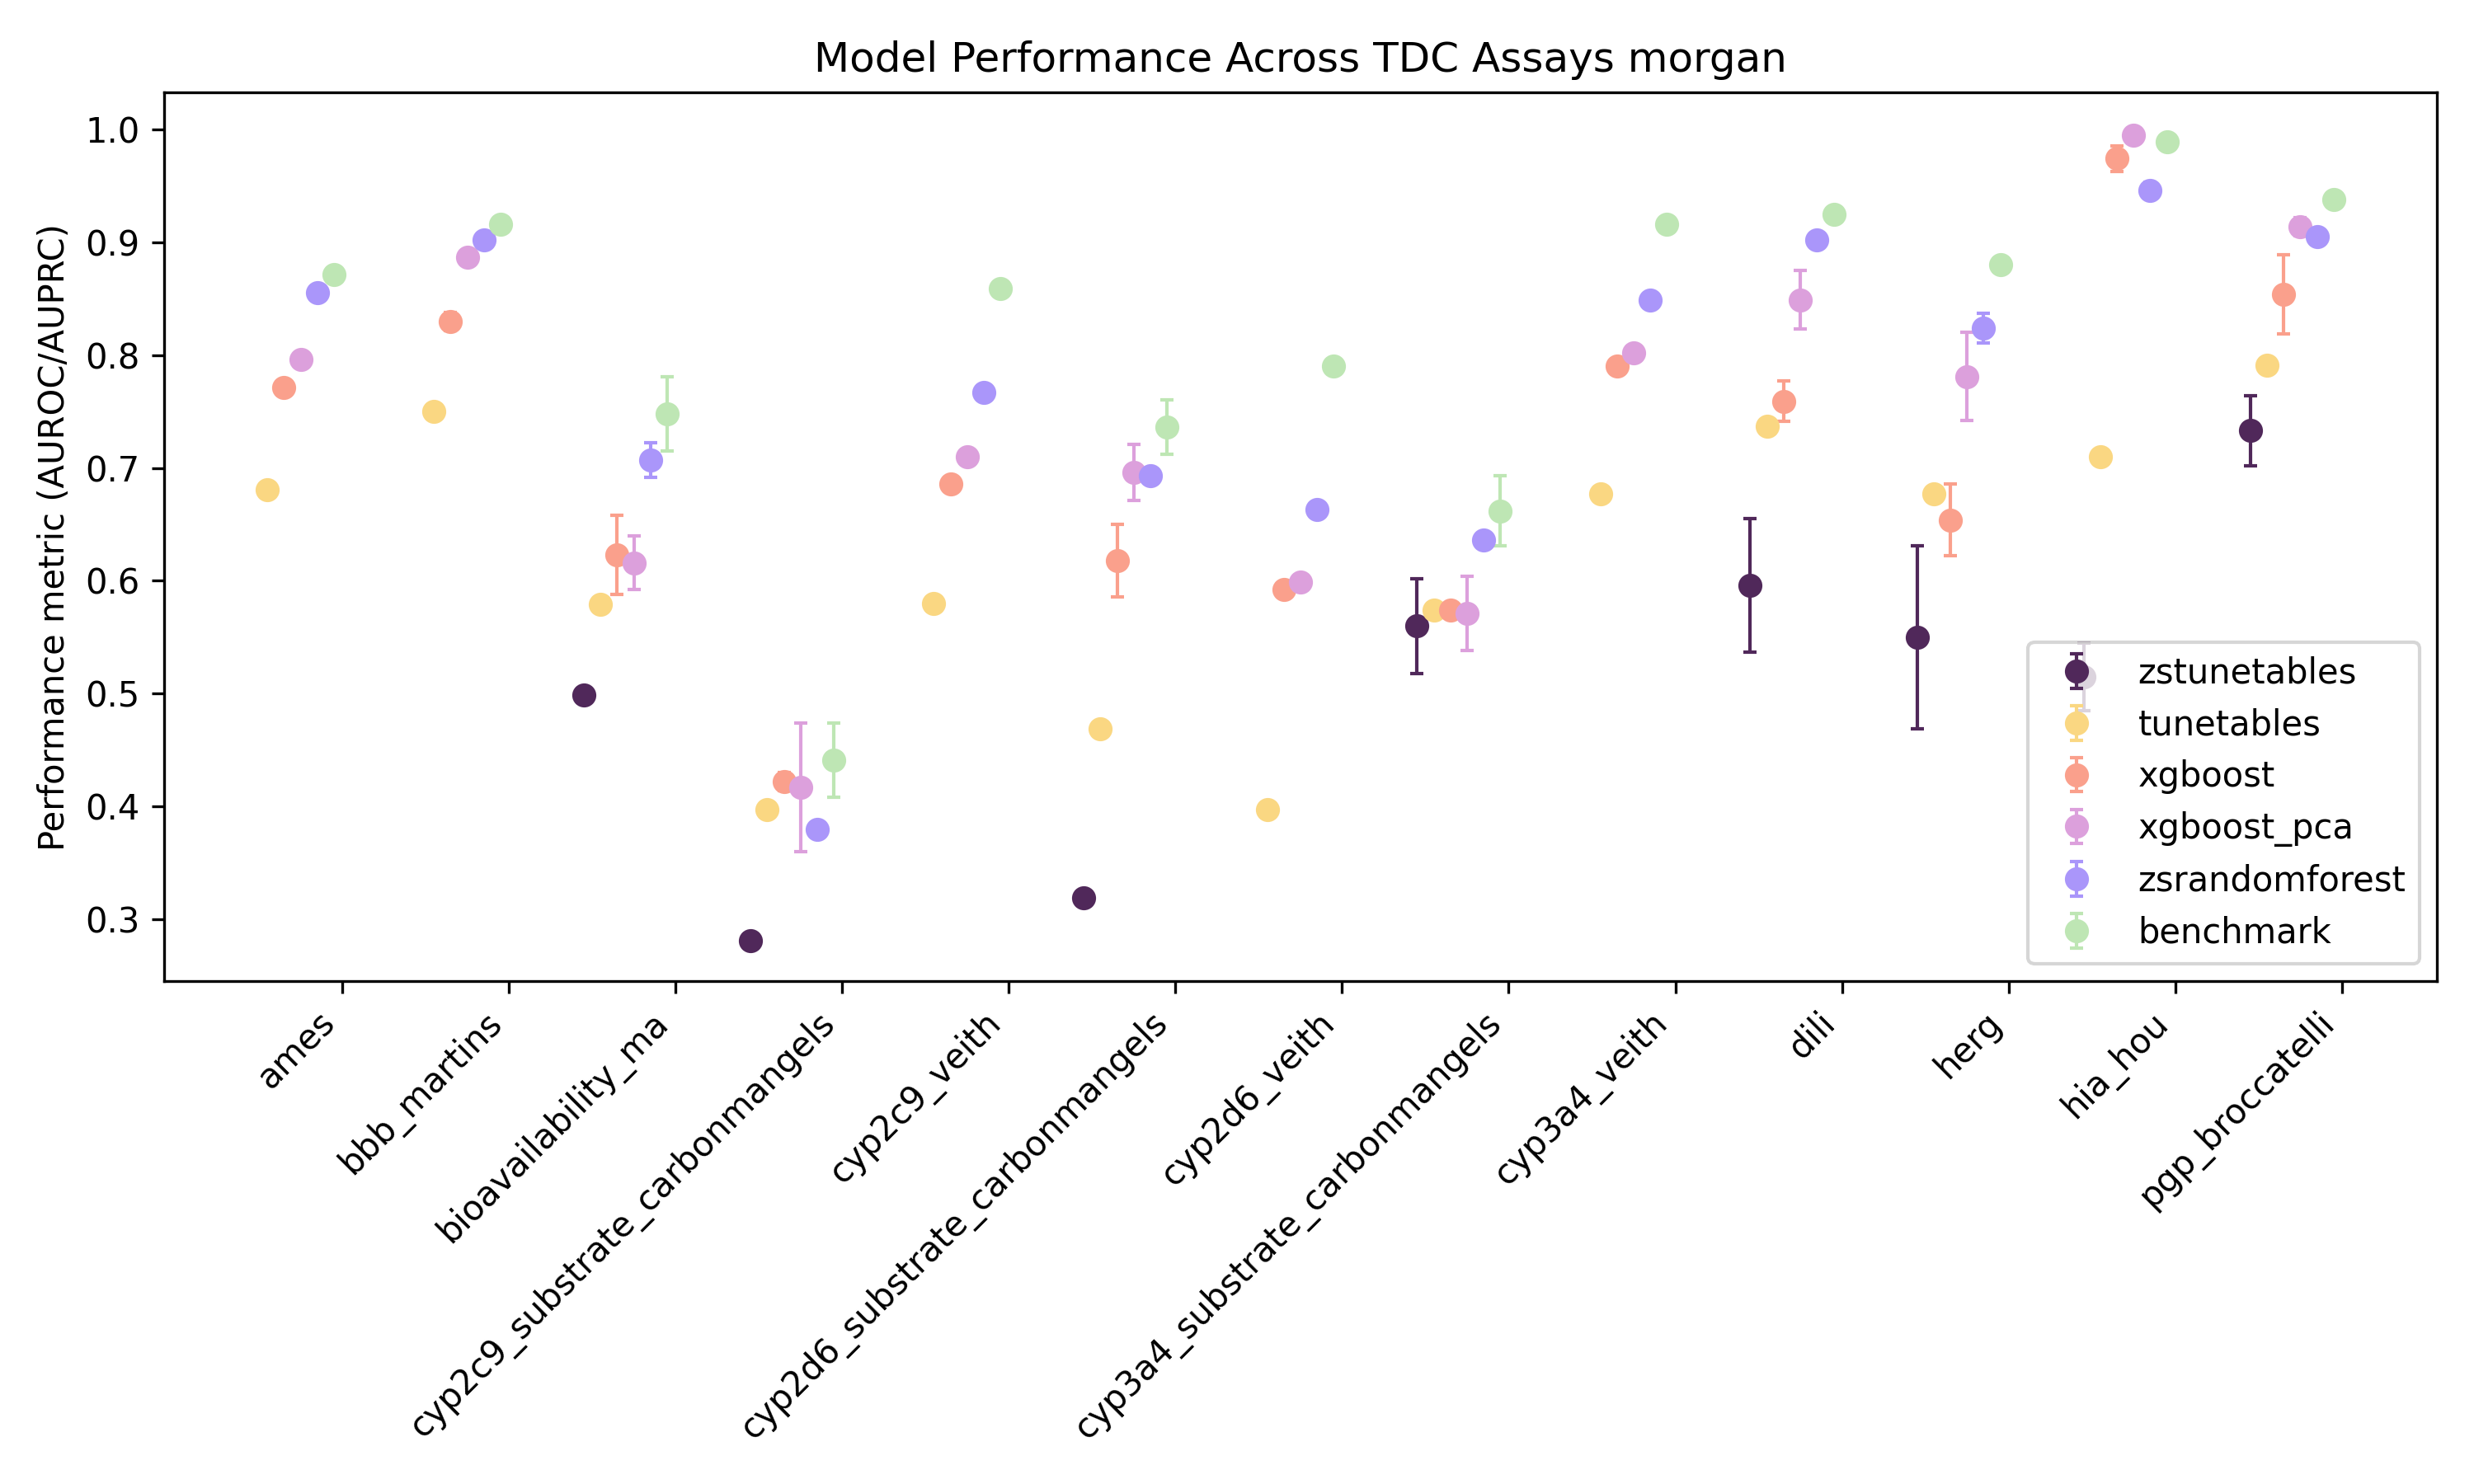 Model Performance Across TDC Assays morgan
Performance metric (AUROC/AUPRC)
1.0
0.9
0.8
0.7
0.6
0.5
0.4
0.3
zstunetables
tunetables
xgboost
xgboost_pca
zsrandomforest
benchmark
ames
bbb_martins
bioavailability_ma
cyp2c9_substrate_carbonmangels
cyp2c9_veith
cyp2d6_substrate_carbonmangels
cyp2d6_veith
cyp3a4_substrate_carbonmangels
cyp3a4_veith
dili
herg
hia_hou
pgp_broccatelli